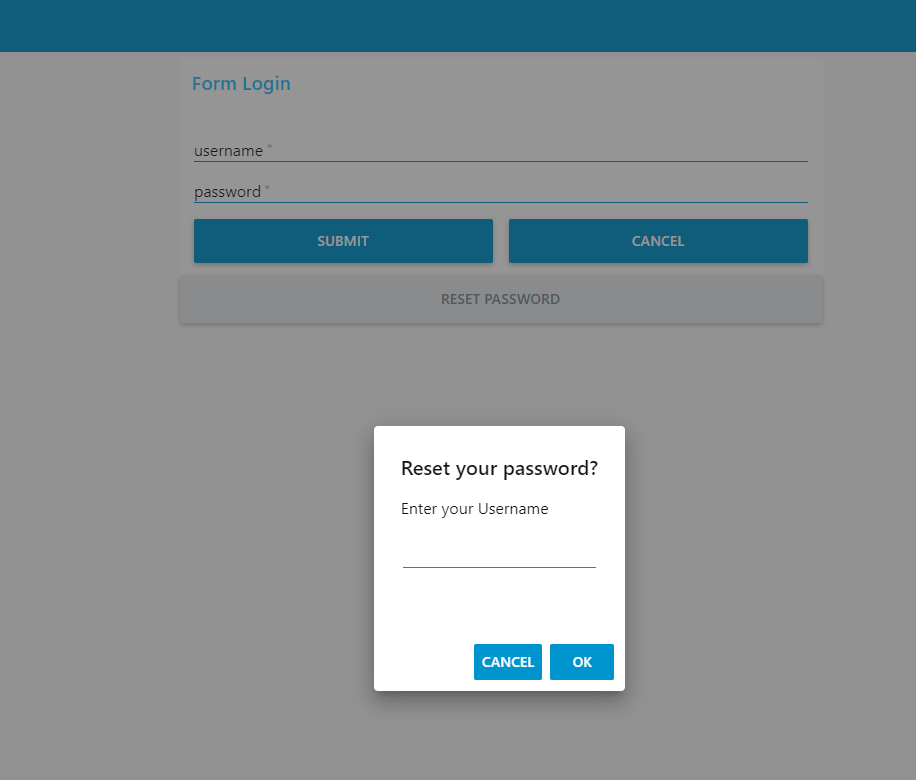 Form Login
username *
password *
SUBMIT CANCEL
RESET PASSWORD
Reset your password?
Enter your Username
CANCEL OK